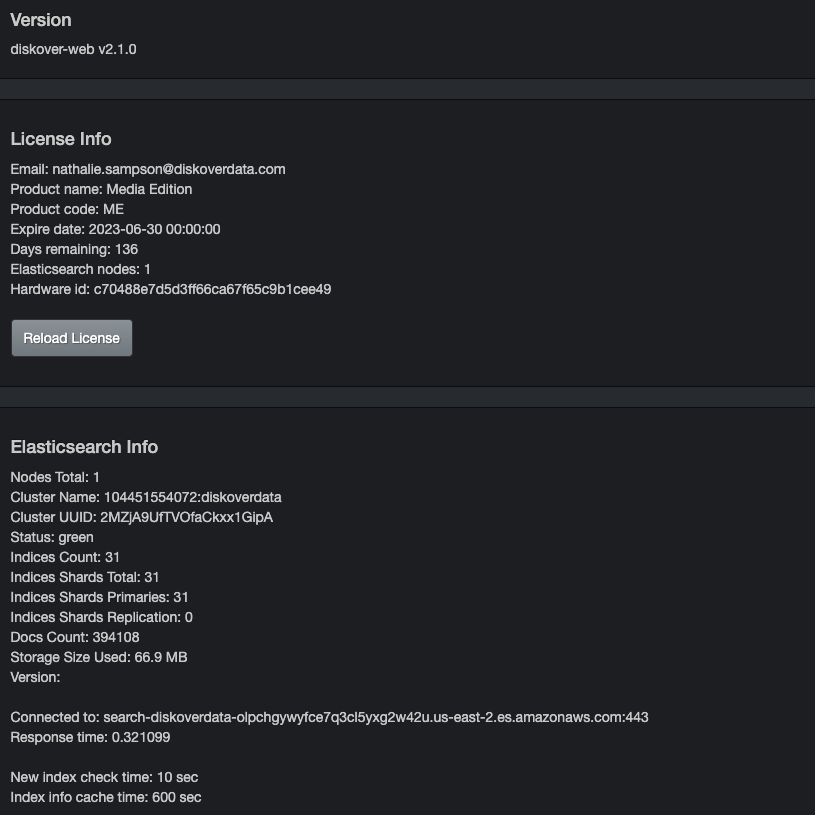 Version
diskover-web v2.1.0
License Info
Email: nathalie.sampson@diskoverdata.com
Product name: Media Edition
Product code: ME
Expire date: 2023-06-30 00:00:00
Days remaining: 136
Elasticsearch nodes: 1
Hardware id: c70488e7d5d3ff66ca67f65c9b1cee49
Reload License
Elasticsearch Info
Nodes Total: 1
Cluster Name: 104451554072:diskoverdata
Cluster UUID: 2MZjA9UfTVOfaCkxx1GipA
Status: green
Indices Count: 31
Indices Shards Total: 31
Indices Shards Primaries: 31
Indices Shards Replication: 0
Docs Count: 394108
Storage Size Used: 66.9 MB
Version:
Connected to: search-diskoverdata-olpchgywyfce7q3cl5yxg2w42u.us-east-2.es.amazonaws.com:443
Response time: 0.321099
New index check time: 10 sec
Index info cache time: 600 sec